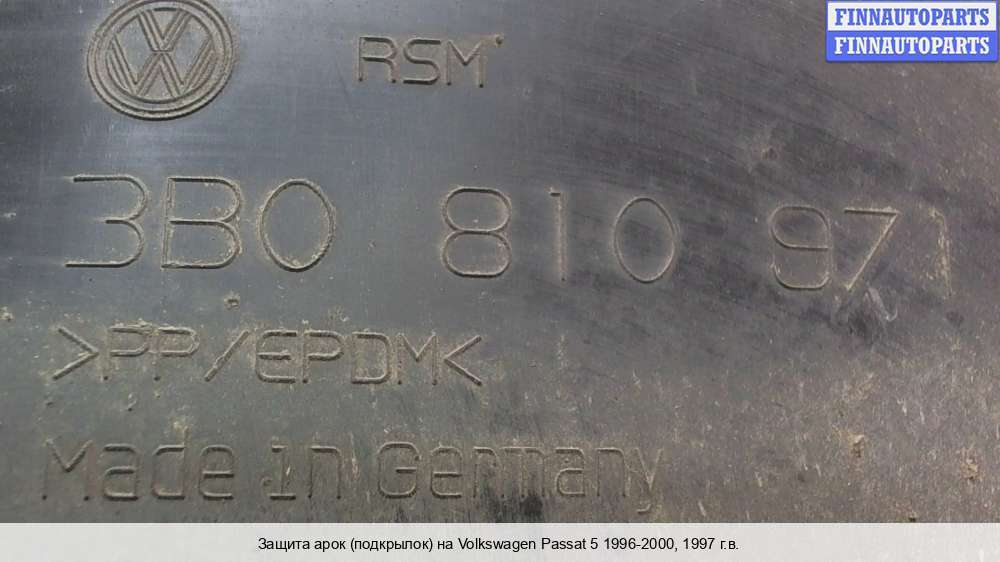 FINNAUTOPARTS
FINNAUTOPARTS
RSM
3B0 810 971
>PP/EPDM<
Made in Germany
Защита арок (подкрылок) на Volkswagen Passat 5 1996-2000, 1997 г.в.